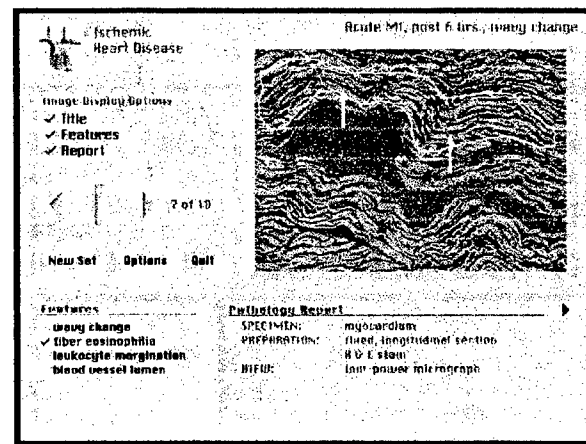 Ischemic
Heart Disease
Acute MI, post 6 hrs., wavy change
Image Display Options
✓ Title
✓ Features
✓ Report
7 of 10
New Set Options Quit
Features
wavy change
✓ fiber eosinophilia
leukocyte margination
blood vessel lumen
Pathology Report
SPECIMEN: myocardium
PREPARATION: fixed, longitudinal section
H & E stain
VIEW: low-power micrograph